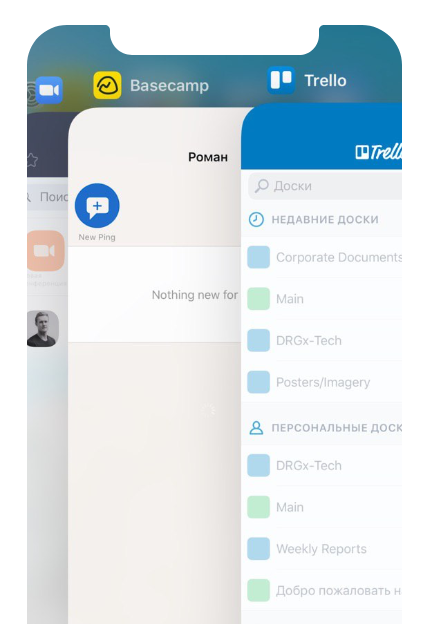 Basecamp
Trello
Роман
Trello
Поис
Доски
New Ping
НЕДАВНИЕ ДОСКИ
Corporate Documents
Nothing new for
Main
DRGx-Tech
Posters/Imagery
ПЕРСОНАЛЬНЫЕ ДОСК
DRGx-Tech
Main
Weekly Reports
Добро пожаловать н